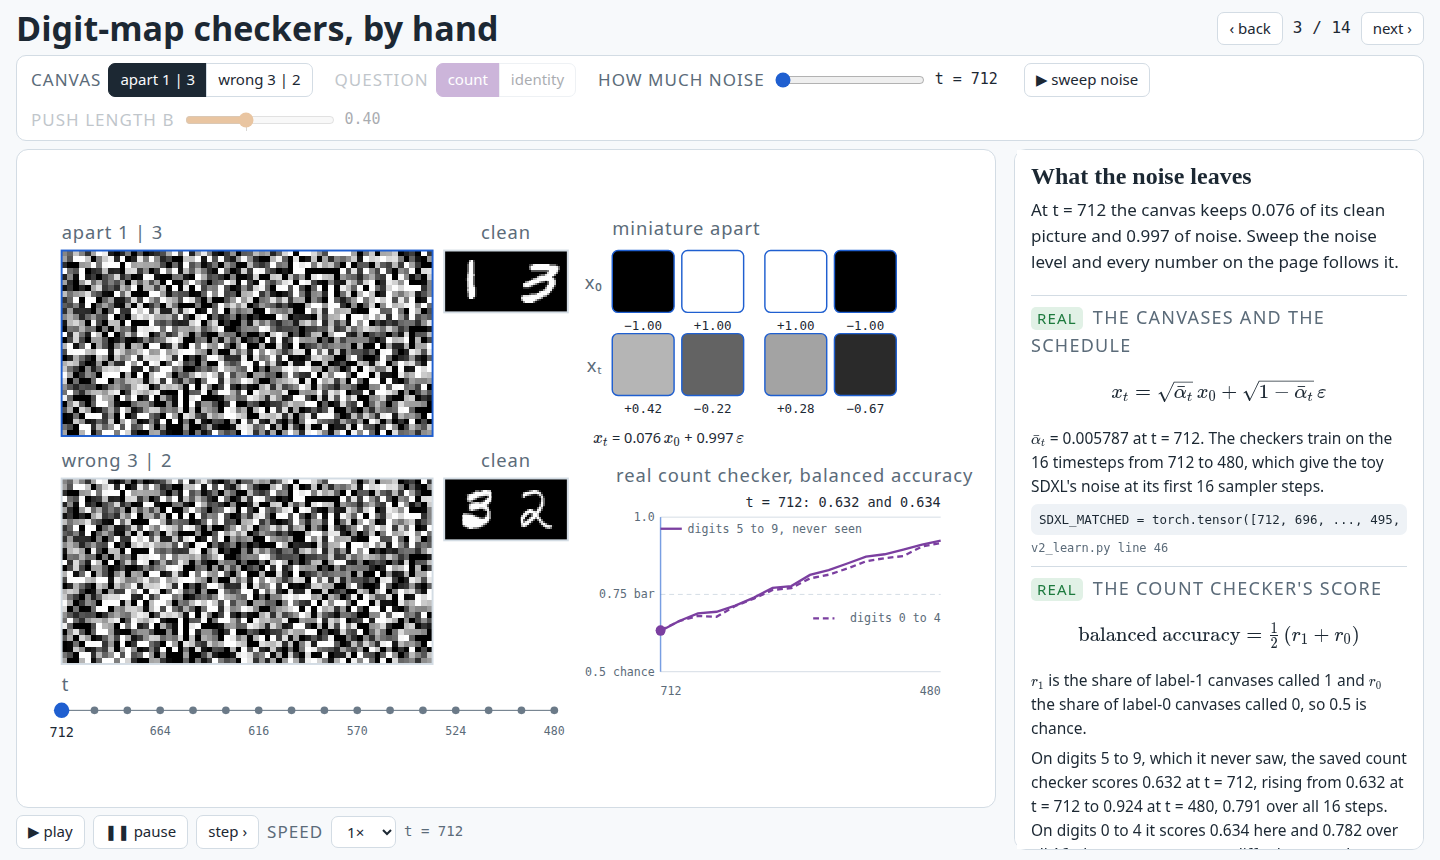 Digit-map checkers, by hand
‹ back 3 / 14 next ›
CANVAS apart 1 | 3 wrong 3 | 2 QUESTION count identity HOW MUCH NOISE t = 712 ▶ sweep noise
PUSH LENGTH B 0.40
apart 1 | 3 clean
miniature apart
x₀
−1.00 +1.00 +1.00 −1.00
xₜ
+0.42 −0.22 +0.28 −0.67
xₜ = 0.076 x₀ + 0.997 ε
wrong 3 | 2 clean
real count checker, balanced accuracy
t = 712: 0.632 and 0.634
1.0
digits 5 to 9, never seen
0.75 bar
digits 0 to 4
0.5 chance
712 480
t
712 664 616 570 524 480
▶ play ❚❚ pause step › SPEED 1× t = 712
What the noise leaves
At t = 712 the canvas keeps 0.076 of its clean
picture and 0.997 of noise. Sweep the noise
level and every number on the page follows it.
REAL THE CANVASES AND THE
SCHEDULE
xₜ = √ᾱₜ x₀ + √1 − ᾱₜ ε
ᾱₜ = 0.005787 at t = 712. The checkers train on the
16 timesteps from 712 to 480, which give the toy
SDXL's noise at its first 16 sampler steps.
SDXL_MATCHED = torch.tensor([712, 696, ..., 495,
v2_learn.py line 46
REAL THE COUNT CHECKER'S SCORE
balanced accuracy = ½ (r₁ + r₀)
r₁ is the share of label-1 canvases called 1 and r₀
the share of label-0 canvases called 0, so 0.5 is
chance.
On digits 5 to 9, which it never saw, the saved count
checker scores 0.632 at t = 712, rising from 0.632 at
t = 712 to 0.924 at t = 480, 0.791 over all 16 steps.
On digits 0 to 4 it scores 0.634 here and 0.782 over